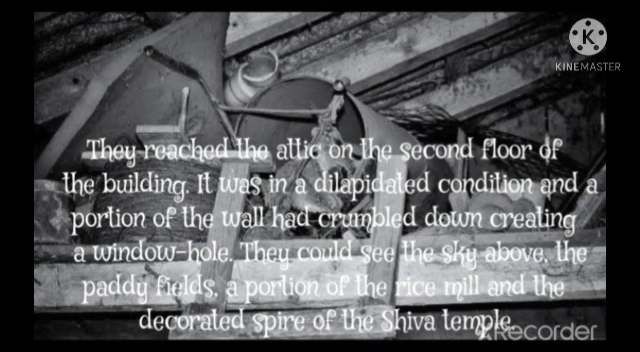 K
KINEMASTER
They reached the attic on the second floor of
the building. It was in a dilapidated condition and a
portion of the wall had crumbled down creating
a window-hole. They could see the sky above, the
paddy fields, a portion of the rice mill and the
decorated spire of the Shiva temple.
Recorder